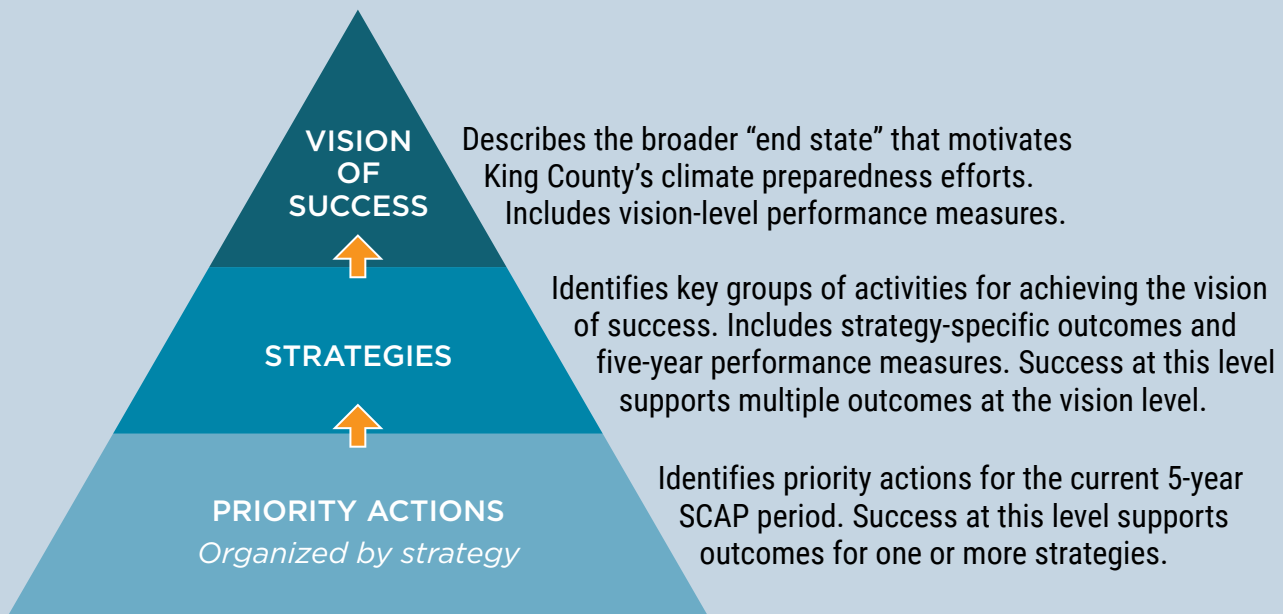 VISION
OF
SUCCESS
Describes the broader “end state” that motivates
King County’s climate preparedness efforts.
Includes vision-level performance measures.
STRATEGIES
Identifies key groups of activities for achieving the vision
of success. Includes strategy-specific outcomes and
five-year performance measures. Success at this level
supports multiple outcomes at the vision level.
PRIORITY ACTIONS
Organized by strategy
Identifies priority actions for the current 5-year
SCAP period. Success at this level supports
outcomes for one or more strategies.